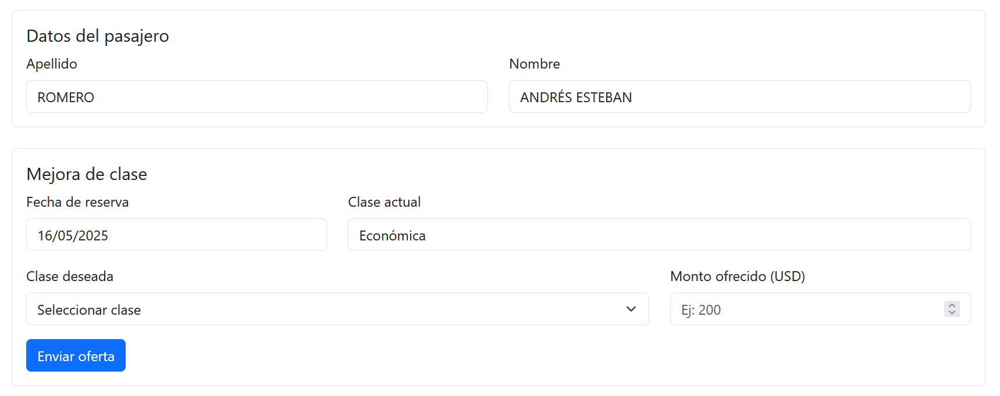 Datos del pasajero
Apellido
Nombre
ROMERO
ANDRÉS ESTEBAN
Mejora de clase
Fecha de reserva
Clase actual
16/05/2025
Económica
Clase deseada
Monto ofrecido (USD)
Seleccionar clase
Ej: 200
Enviar oferta